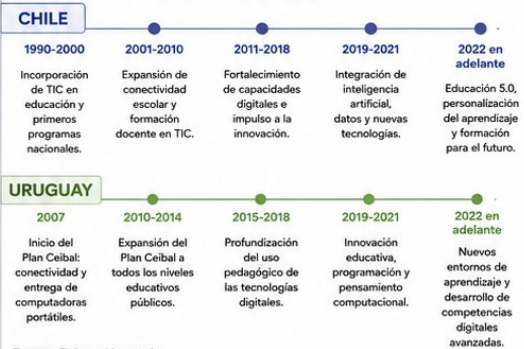 CHILE
1990-2000
Incorporación
de TIC en
educación y
primeros
programas
nacionales.
2001-2010
Expansión de
conectividad
escolar y
formación
docente en TIC.
2011-2018
Fortalecimiento
de capacidades
digitales e
impulso a la
innovación.
2019-2021
Integración de
inteligencia
artificial,
datos y nuevas
tecnologías.
2022 en
adelante
Educación 5.0,
personalización
del aprendizaje
y formación
para el futuro.
URUGUAY
2007
Inicio del
Plan Ceibal:
conectividad y
entrega de
computadoras
portátiles.
2010-2014
Expansión del
Plan Ceibal a
todos los niveles
educativos
públicos.
2015-2018
Profundización
del uso
pedagógico de
las tecnologías
digitales.
2019-2021
Innovación
educativa,
programación y
pensamiento
computacional.
2022 en
adelante
Nuevos
entornos de
aprendizaje y
desarrollo de
competencias
digitales
avanzadas.